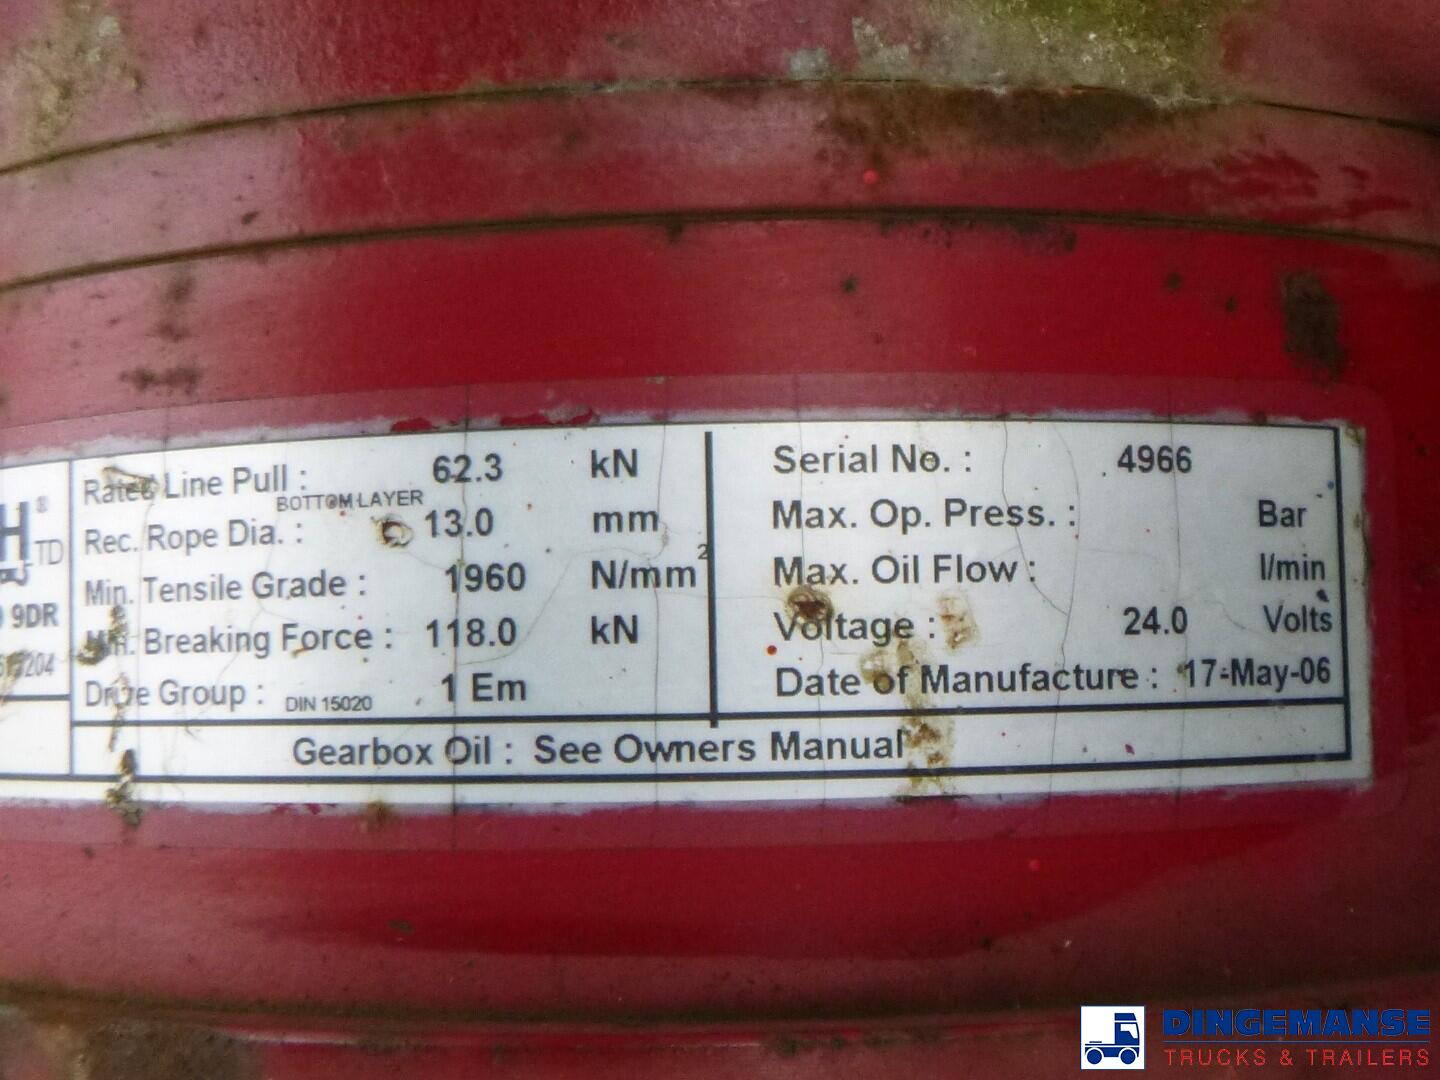 H®
LTD
9DR
204
Rated Line Pull : 62.3 kN
BOTTOM LAYER
Rec. Rope Dia. : 13.0 mm
Min. Tensile Grade : 1960 N/mm²
Min. Breaking Force : 118.0 kN
Drive Group : DIN 15020 1 Em
Serial No. : 4966
Max. Op. Press. : Bar
Max. Oil Flow : l/min
Voltage : 24.0 Volts
Date of Manufacture : 17-May-06
Gearbox Oil : See Owners Manual
DINGEMANSE
TRUCKS & TRAILERS